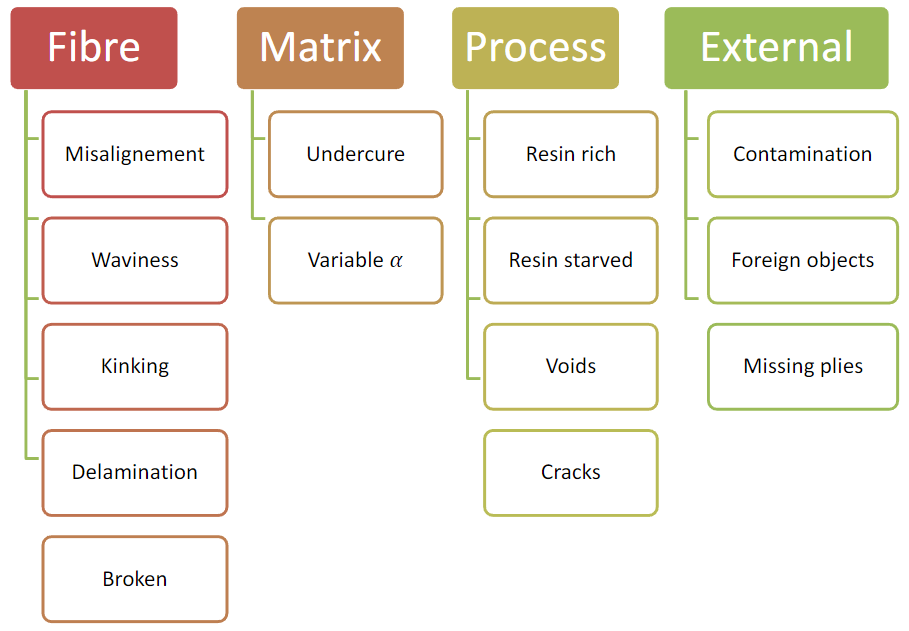 Fibre
Misalignement
Waviness
Kinking
Delamination
Broken
Matrix
Undercure
Variable α
Process
Resin rich
Resin starved
Voids
Cracks
External
Contamination
Foreign objects
Missing plies